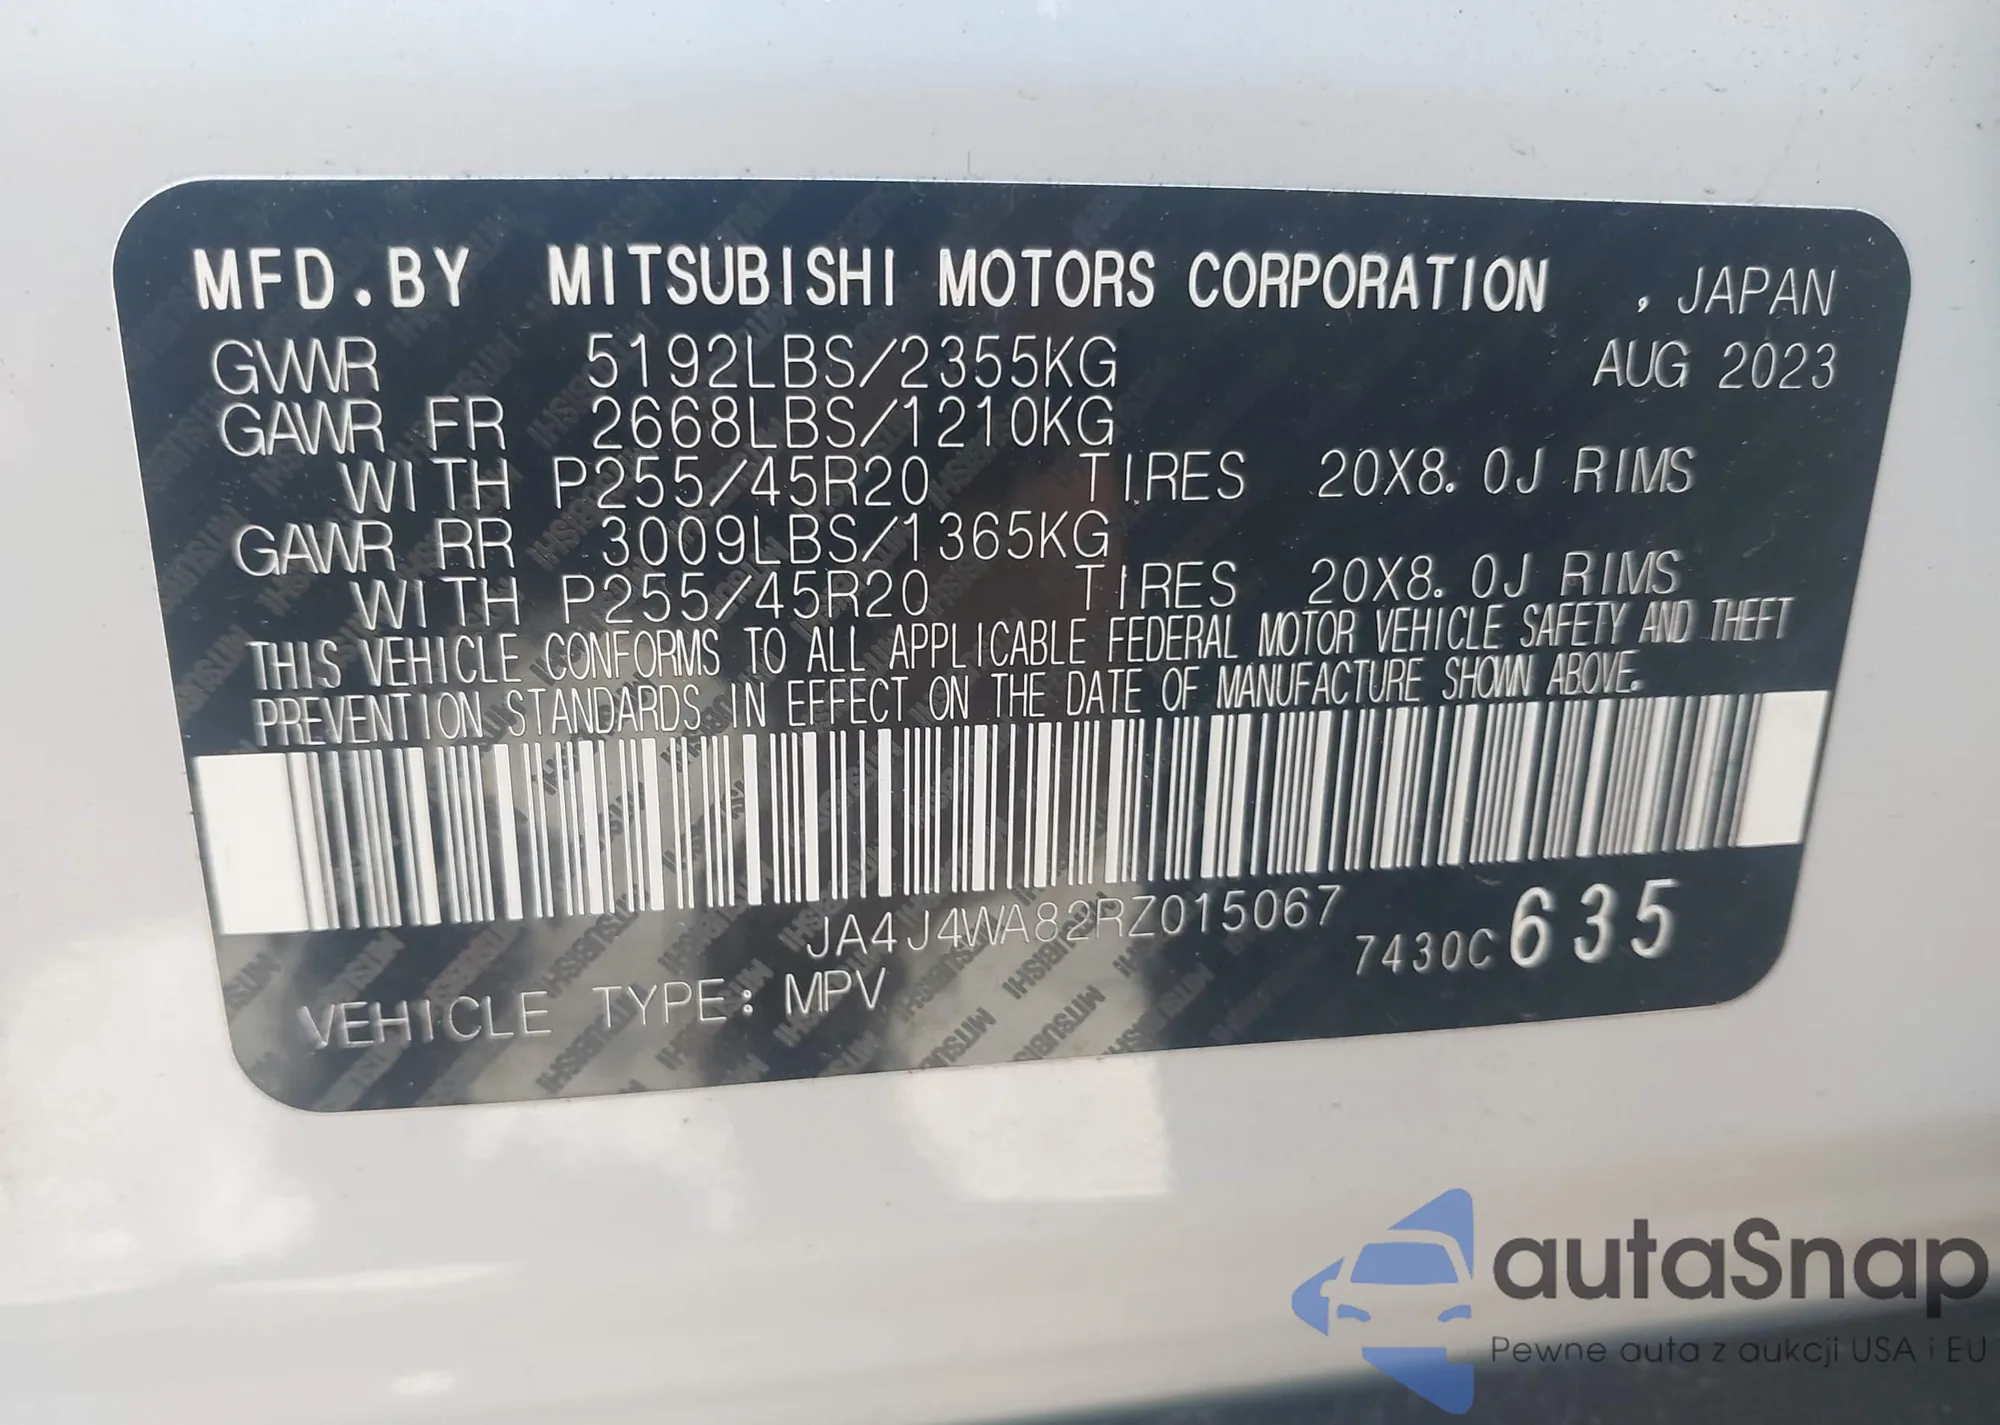 MFD.BY MITSUBISHI MOTORS CORPORATION , JAPAN
GVWR 5192LBS/2355KG AUG 2023
GAWR FR 2668LBS/1210KG
WITH P255/45R20 TIRES 20X8.0J RIMS
GAWR RR 3009LBS/1365KG
WITH P255/45R20 TIRES 20X8.0J RIMS
THIS VEHICLE CONFORMS TO ALL APPLICABLE FEDERAL MOTOR VEHICLE SAFETY AND THEFT
PREVENTION STANDARDS IN EFFECT ON THE DATE OF MANUFACTURE SHOWN ABOVE.
JA4J4WA82RZ015067
7430C 635
VEHICLE TYPE: MPV
autaSnap
Pewne auta z aukcji USA i EU